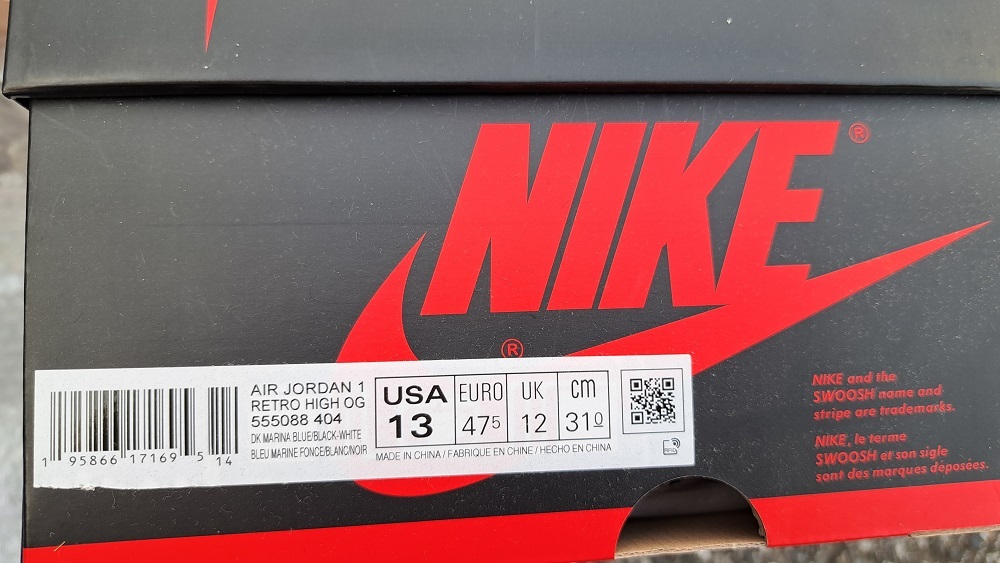 NIKE®
®
AIR JORDAN 1
RETRO HIGH OG
555088 404
DK MARINA BLUE/BLACK-WHITE
BLEU MARINE FONCE/BLANC/NOIR
USA EURO UK cm
13 47 5 12 31 0
MADE IN CHINA / FABRIQUE EN CHINE / HECHO EN CHINA
1 95866 17169 5 14
RFID
NIKE and the
SWOOSH name and
stripe are trademarks.
NIKE, le terme
SWOOSH et son sigle
sont des marques déposées.